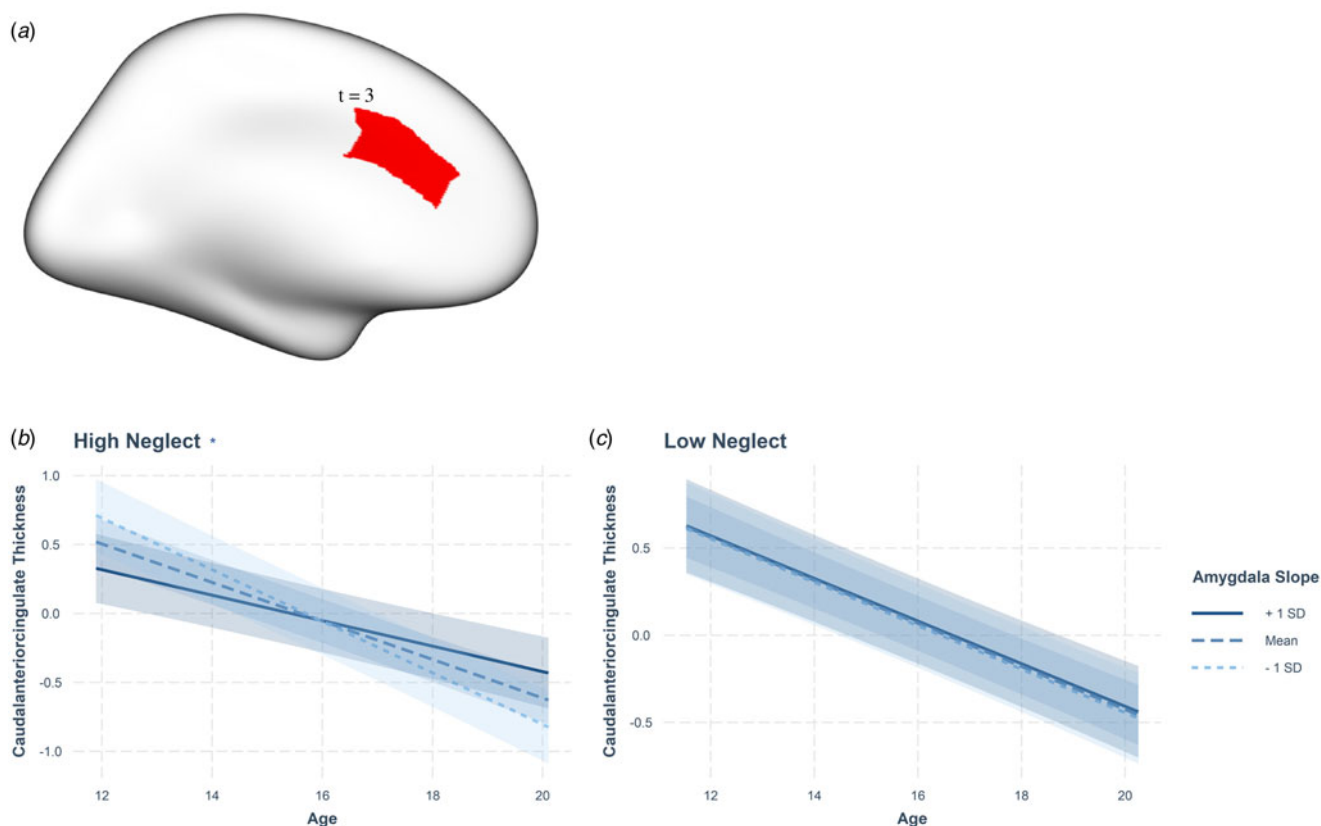 (a)
t = 3
(b)
High Neglect *
Caudalanteriorcingulate Thickness
1.0
0.5
0.0
-0.5
-1.0
12 14 16 18 20
Age
(c)
Low Neglect
Caudalanteriorcingulate Thickness
0.5
0.0
-0.5
12 14 16 18 20
Age
Amygdala Slope
+ 1 SD
Mean
- 1 SD